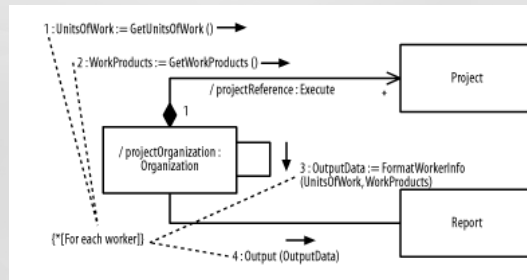 1 : UnitsOfWork := GetUnitsOfWork ()
2 : WorkProducts := GetWorkProducts ()
Project
/ projectReference : Execute
*
1
/ projectOrganization :
Organization
3 : OutputData := FormatWorkerInfo
(UnitsOfWork, WorkProducts)
Report
{*[For each worker]}
4 : Output (OutputData)